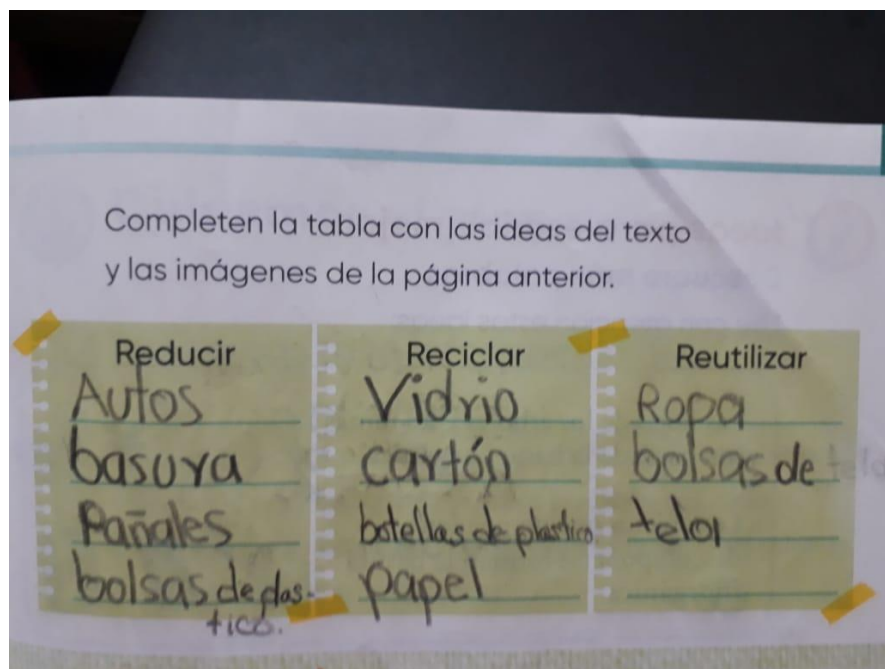 Completen la tabla con las ideas del texto
y las imágenes de la página anterior.
Reducir
Autos
basura
Pañales
bolsas de plas-
tico.
Reciclar
Vidrio
cartón
botellas de plastico
papel
Reutilizar
Ropa
bolsas de
tela